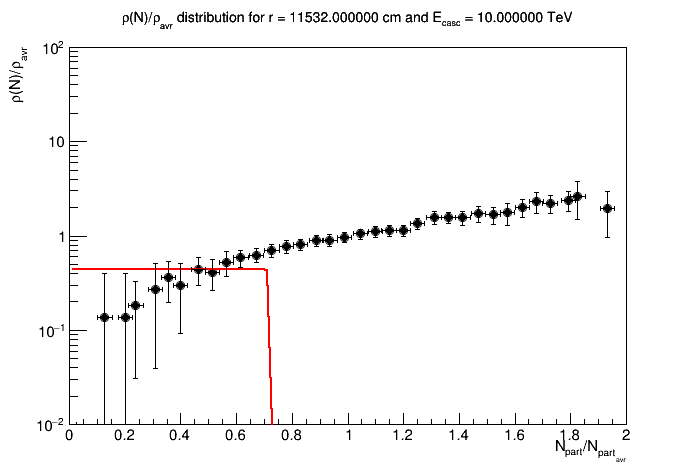 ρ(N)/ρavr distribution for r = 11532.000000 cm and Ecasc = 10.000000 TeV
ρ(N)/ρavr
10²
10
1
10⁻¹
10⁻²
0 0.2 0.4 0.6 0.8 1 1.2 1.4 1.6 1.8 2
Npart/Npartavr